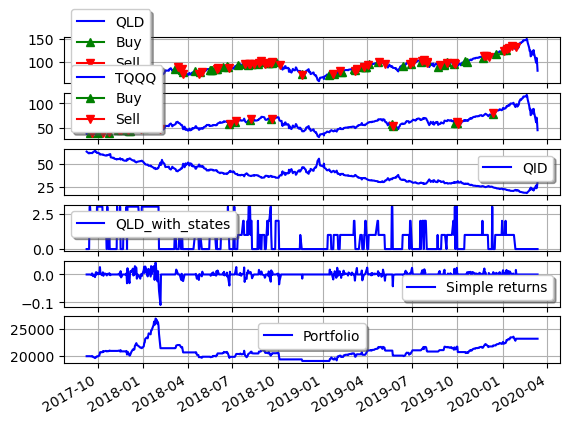 QLD
Buy
Sell
150
100
TQQQ
Buy
Sell
100
50
QID
50
25
QLD_with_states
2.5
0.0
Simple returns
0.0
−0.1
Portfolio
25000
20000
2017-10
2018-01
2018-04
2018-07
2018-10
2019-01
2019-04
2019-07
2019-10
2020-01
2020-04